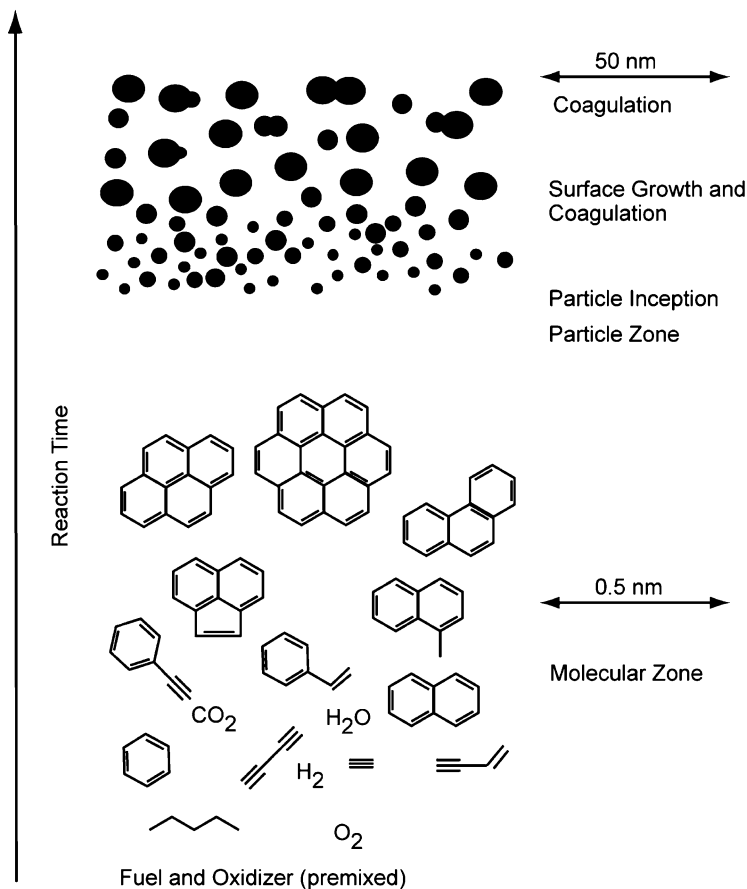 50 nm
Coagulation
Surface Growth and
Coagulation
Particle Inception
Particle Zone
Reaction Time
0.5 nm
Molecular Zone
CO2
H2O
H2
O2
Fuel and Oxidizer (premixed)